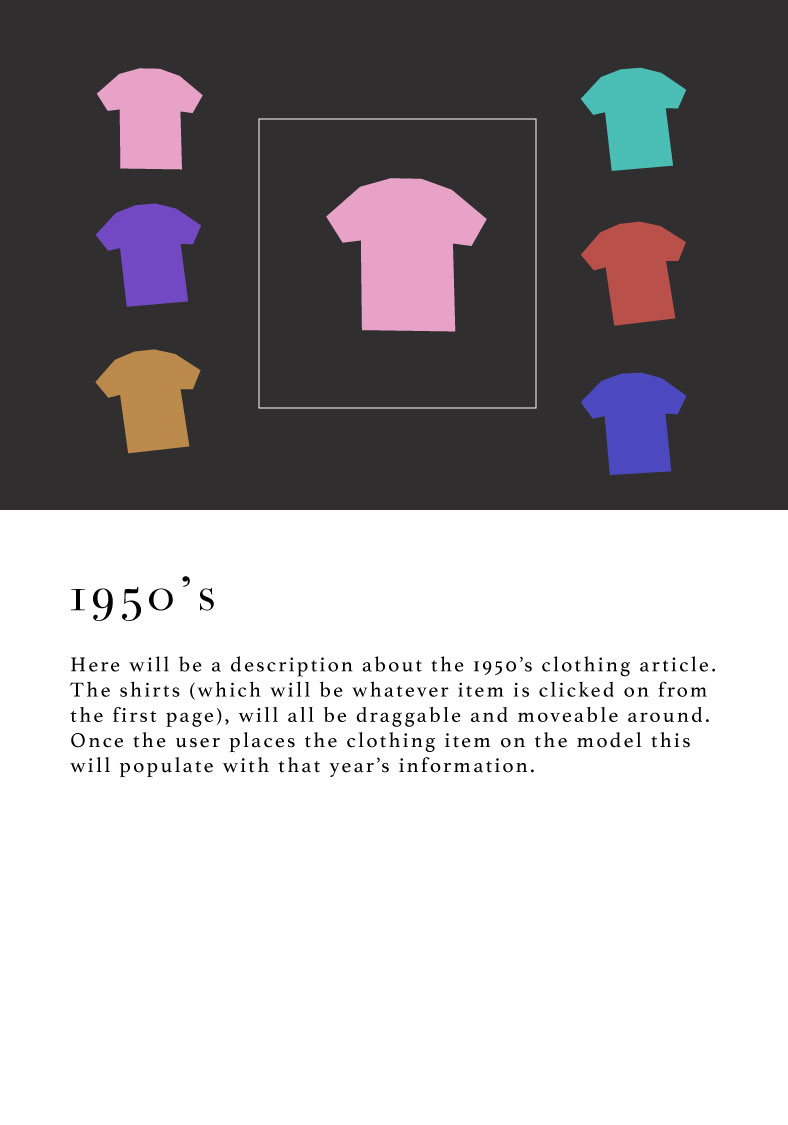 1950’s
Here will be a description about the 1950’s clothing article.
The shirts (which will be whatever item is clicked on from
the first page), will all be draggable and moveable around.
Once the user places the clothing item on the model this
will populate with that year’s information.